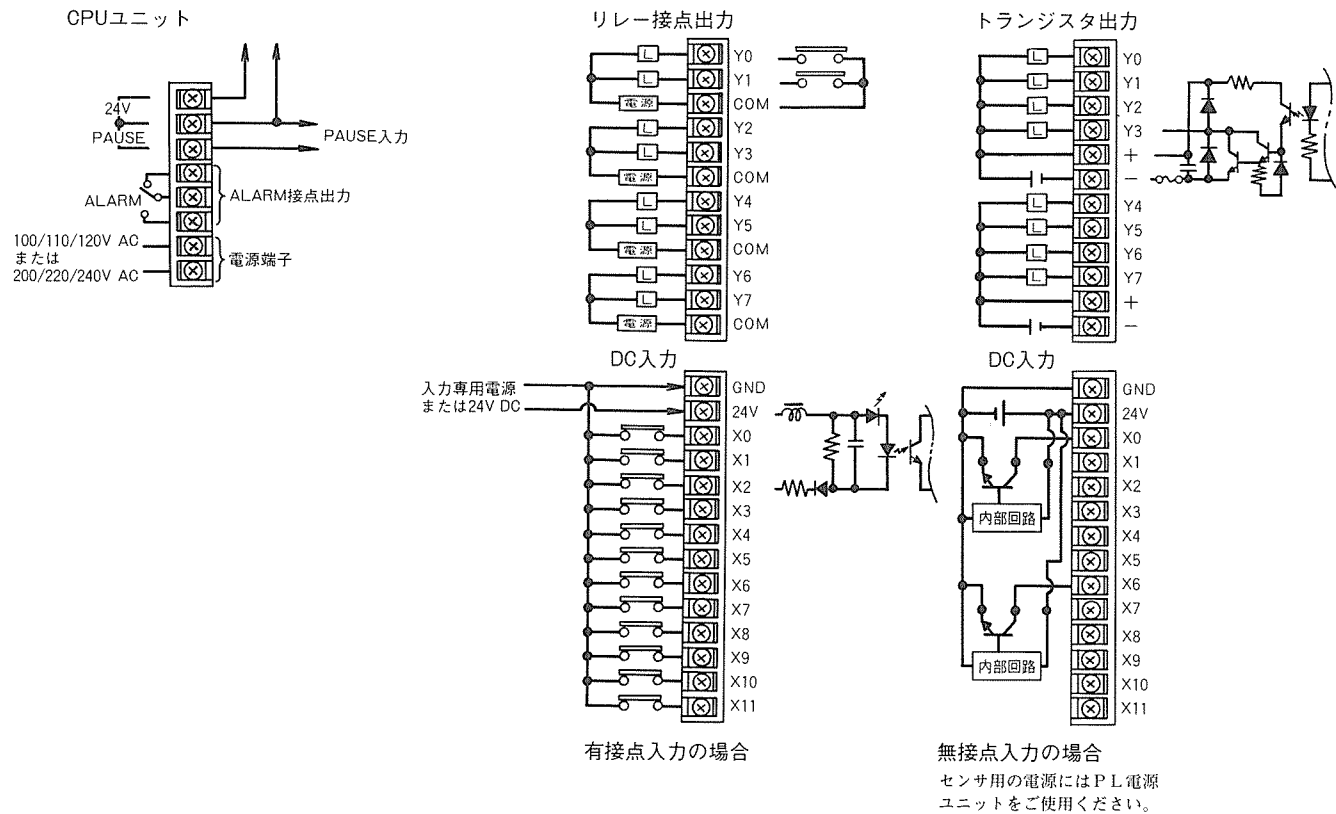 CPUユニット
24V
PAUSE
PAUSE入力
ALARM
ALARM接点出力
100/110/120V AC
または
200/220/240V AC
電源端子
リレー接点出力
L
Y0
L
Y1
電源
COM
L
Y2
L
Y3
電源
COM
L
Y4
L
Y5
電源
COM
L
Y6
L
Y7
電源
COM
トランジスタ出力
L
Y0
L
Y1
L
Y2
L
Y3
+
−
L
Y4
L
Y5
L
Y6
L
Y7
+
−
DC入力
入力専用電源
または24V DC
GND
24V
X0
X1
X2
X3
X4
X5
X6
X7
X8
X9
X10
X11
有接点入力の場合
DC入力
GND
24V
X0
X1
X2
内部回路
X3
X4
X5
X6
X7
X8
内部回路
X9
X10
X11
無接点入力の場合
センサ用の電源にはPL電源
ユニットをご使用ください。